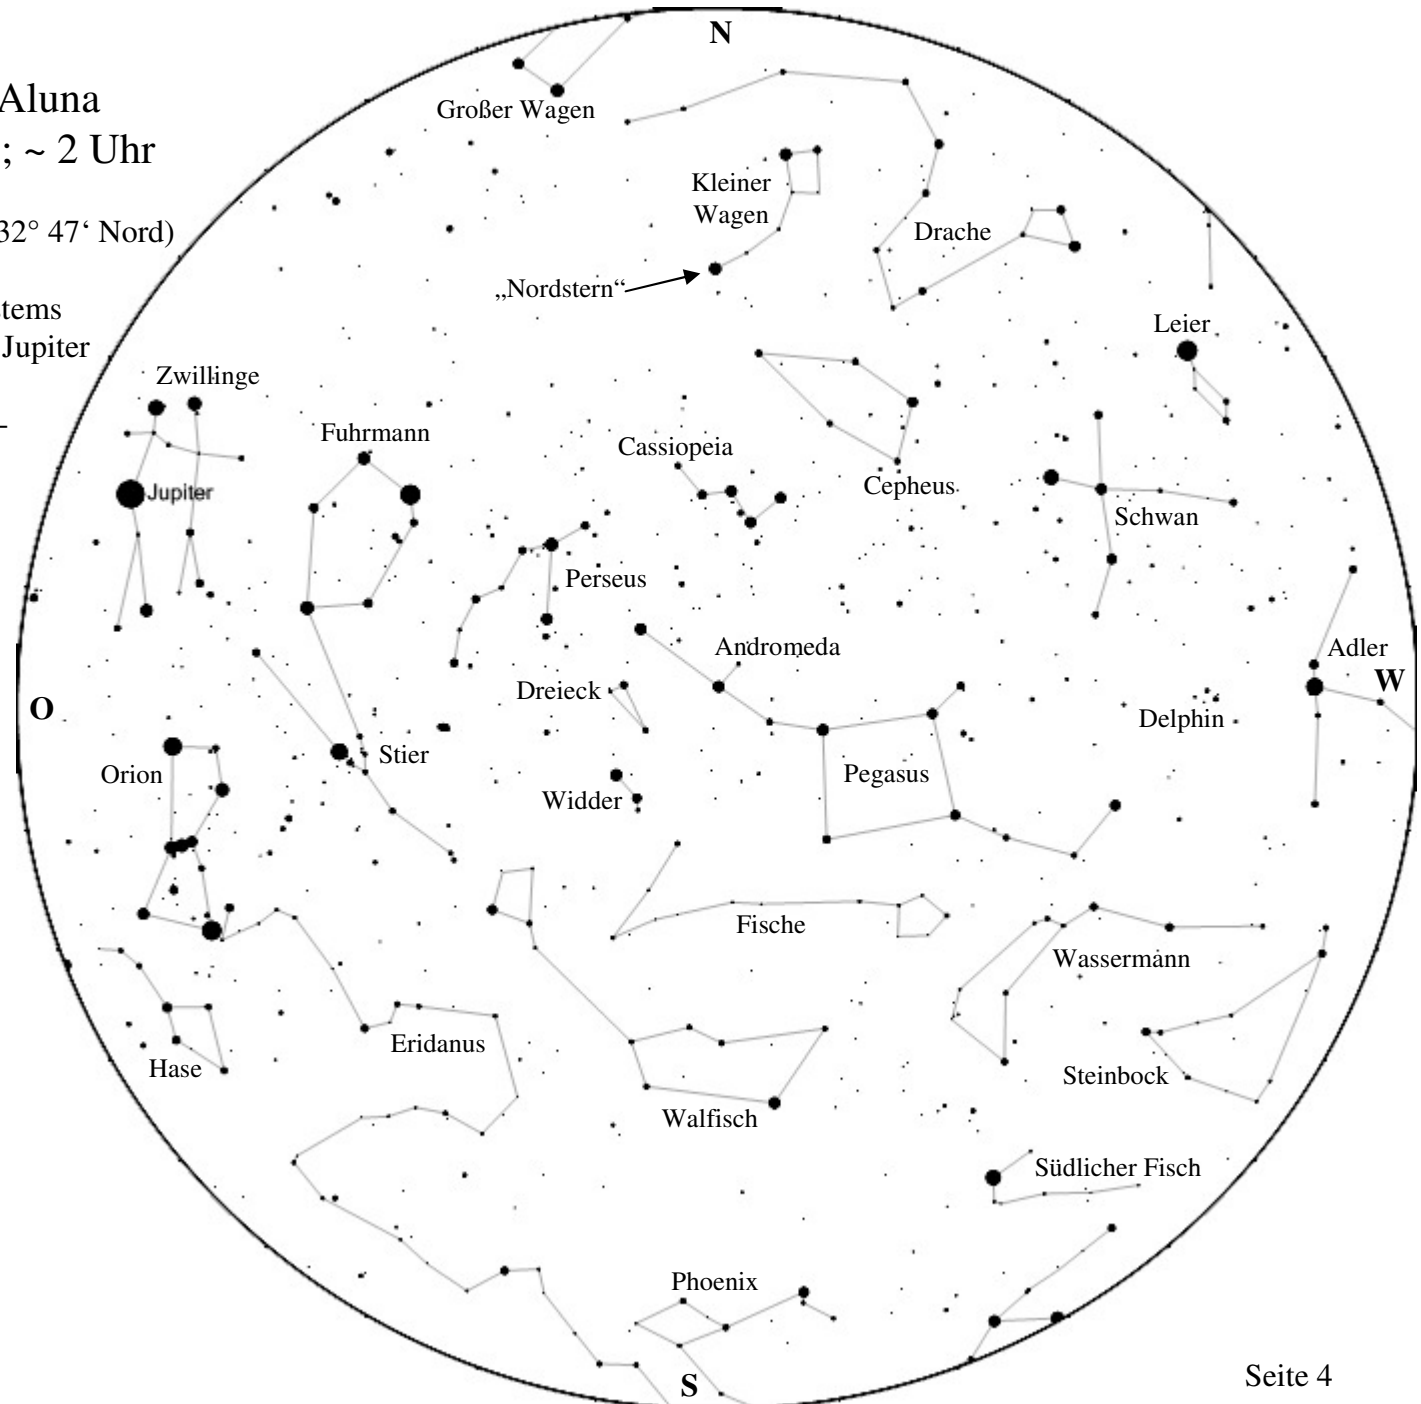 N
Aluna
; ~ 2 Uhr
32° 47‘ Nord)
tems
Jupiter
Großer Wagen
Kleiner
Wagen
Drache
„Nordstern“
Leier
Zwillinge
Fuhrmann
Cassiopeia
Cepheus
Jupiter
Schwan
Perseus
Andromeda
Adler
W
Dreieck
O
Delphin
Stier
Orion
Pegasus
Widder
Fische
Wassermann
Eridanus
Hase
Steinbock
Walfisch
Südlicher Fisch
Phoenix
S
Seite 4